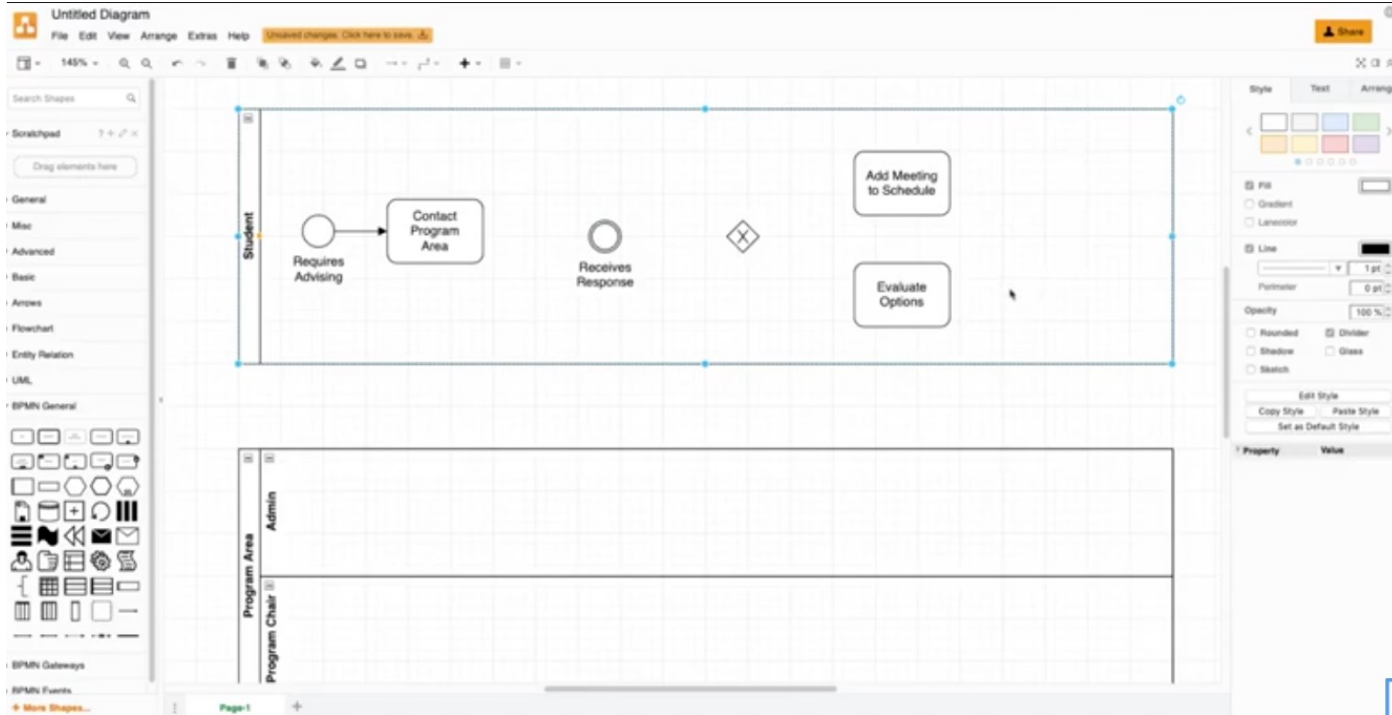 Untitled Diagram
File Edit View Arrange Extras Help Unsaved changes. Click here to save.
Share
145%
Search Shapes
Scratchpad
Drag elements here
General
Misc
Advanced
Basic
Arrows
Flowchart
Entity Relation
UML
BPMN General
BPMN Gateways
BPMN Events
+ More Shapes...
Student
Requires
Advising
Contact
Program
Area
Receives
Response
X
Add Meeting
to Schedule
Evaluate
Options
Program Area
Admin
Program Chair
Page-1
Style Text Arrang
Fill
Gradient
Lanecolor
Line
1 pt
Perimeter 0 pt
Opacity 100 %
Rounded Divider
Shadow Glass
Sketch
Edit Style
Copy Style Paste Style
Set as Default Style
Property Value